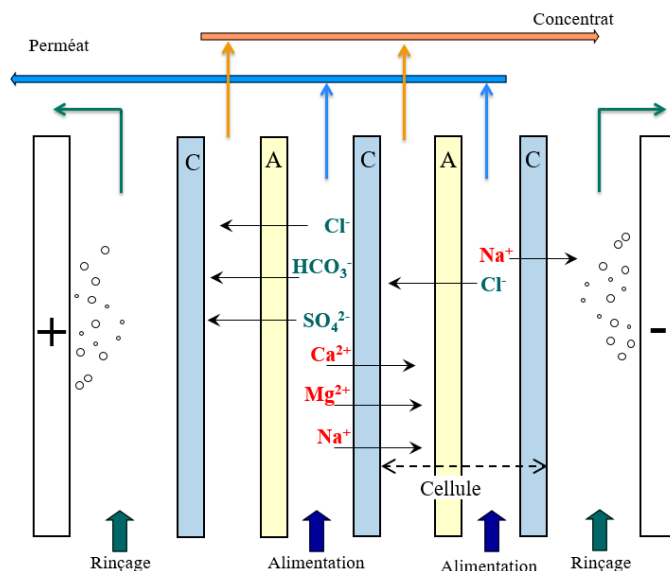 Concentrat
Perméat
C
A
C
A
C
Cl⁻
Na⁺
HCO₃⁻
Cl⁻
SO₄²⁻
+
-
Ca²⁺
Mg²⁺
Na⁺
Cellule
Rinçage
Alimentation
Alimentation
Rinçage